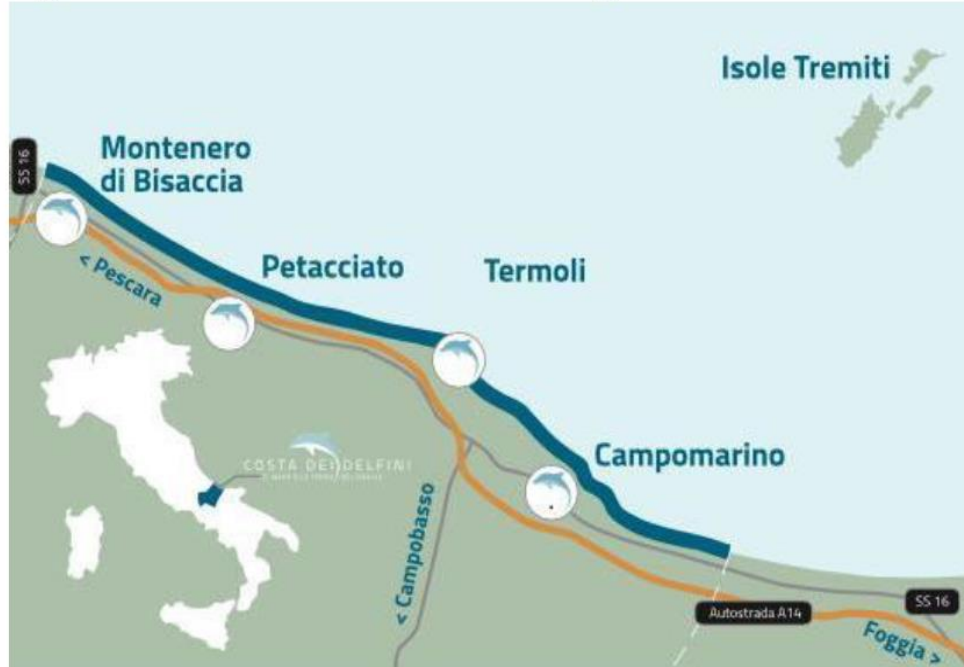 Isole Tremiti
Montenero
di Bisaccia
SS 16
Petacciato
Termoli
< Pescara
COSTA DEI DELFINI
Campomarino
< Campobasso
Autostrada A14
SS 16
Foggia >